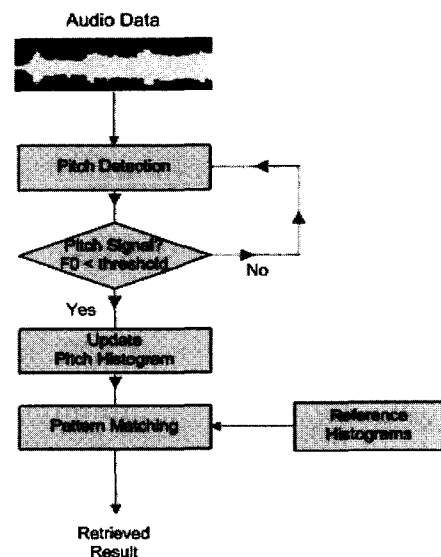 Audio Data
Pitch Detection
Pitch Signal?
F0 < threshold
No
Yes
Update
Pitch Histogram
Pattern Matching
Reference
Histograms
Retrieved
Result